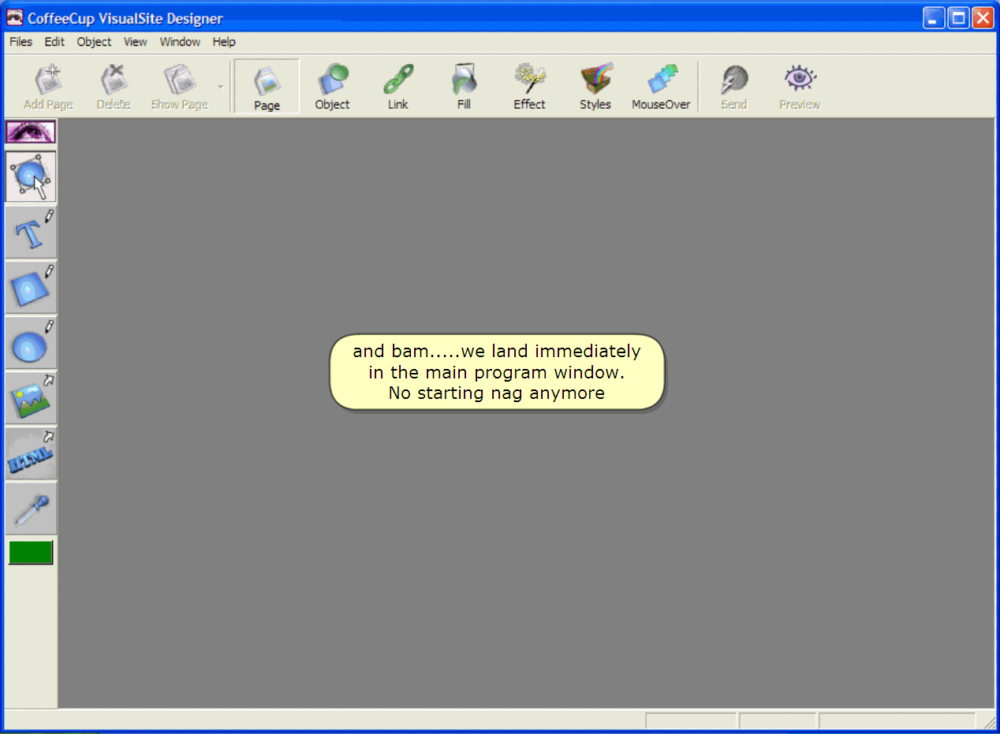 CoffeeCup VisualSite Designer
Files Edit Object View Window Help
Add Page Delete Show Page Page Object Link Fill Effect Styles MouseOver Send Preview
T
HTML
and bam.....we land immediately
in the main program window.
No starting nag anymore